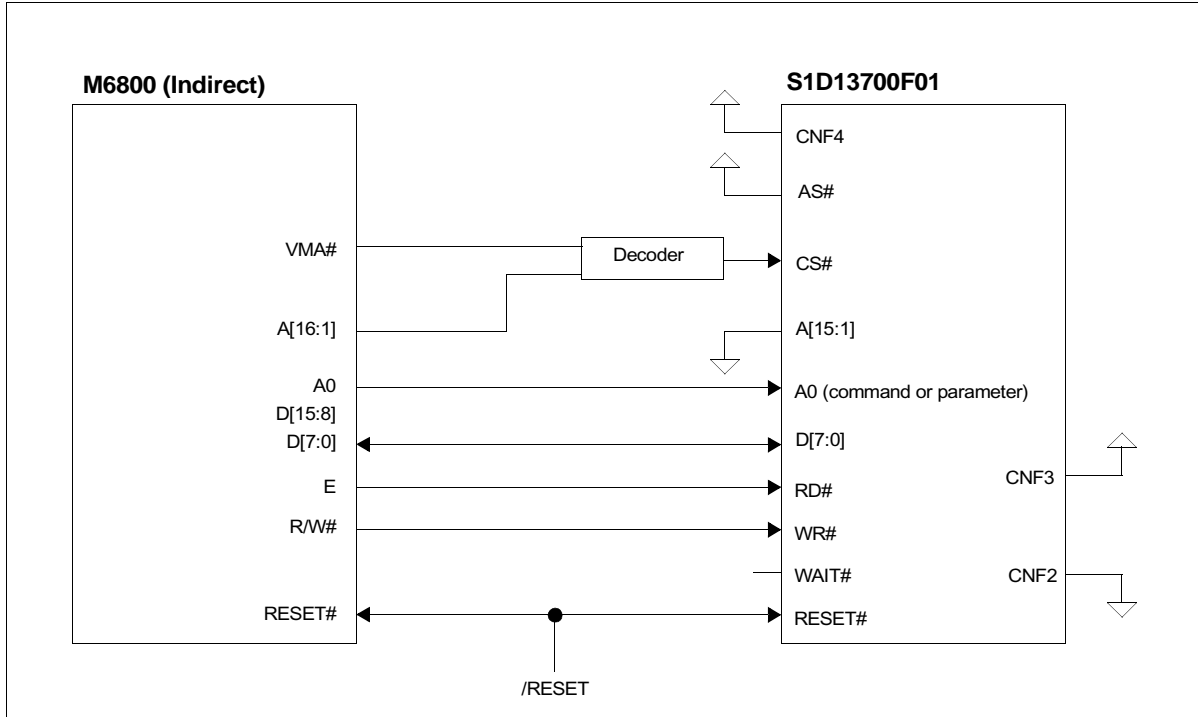 M6800 (Indirect)
S1D13700F01
CNF4
AS#
VMA#
Decoder
CS#
A[16:1]
A[15:1]
A0
A0 (command or parameter)
D[15:8]
D[7:0]
D[7:0]
CNF3
E
RD#
R/W#
WR#
WAIT#
CNF2
RESET#
RESET#
/RESET